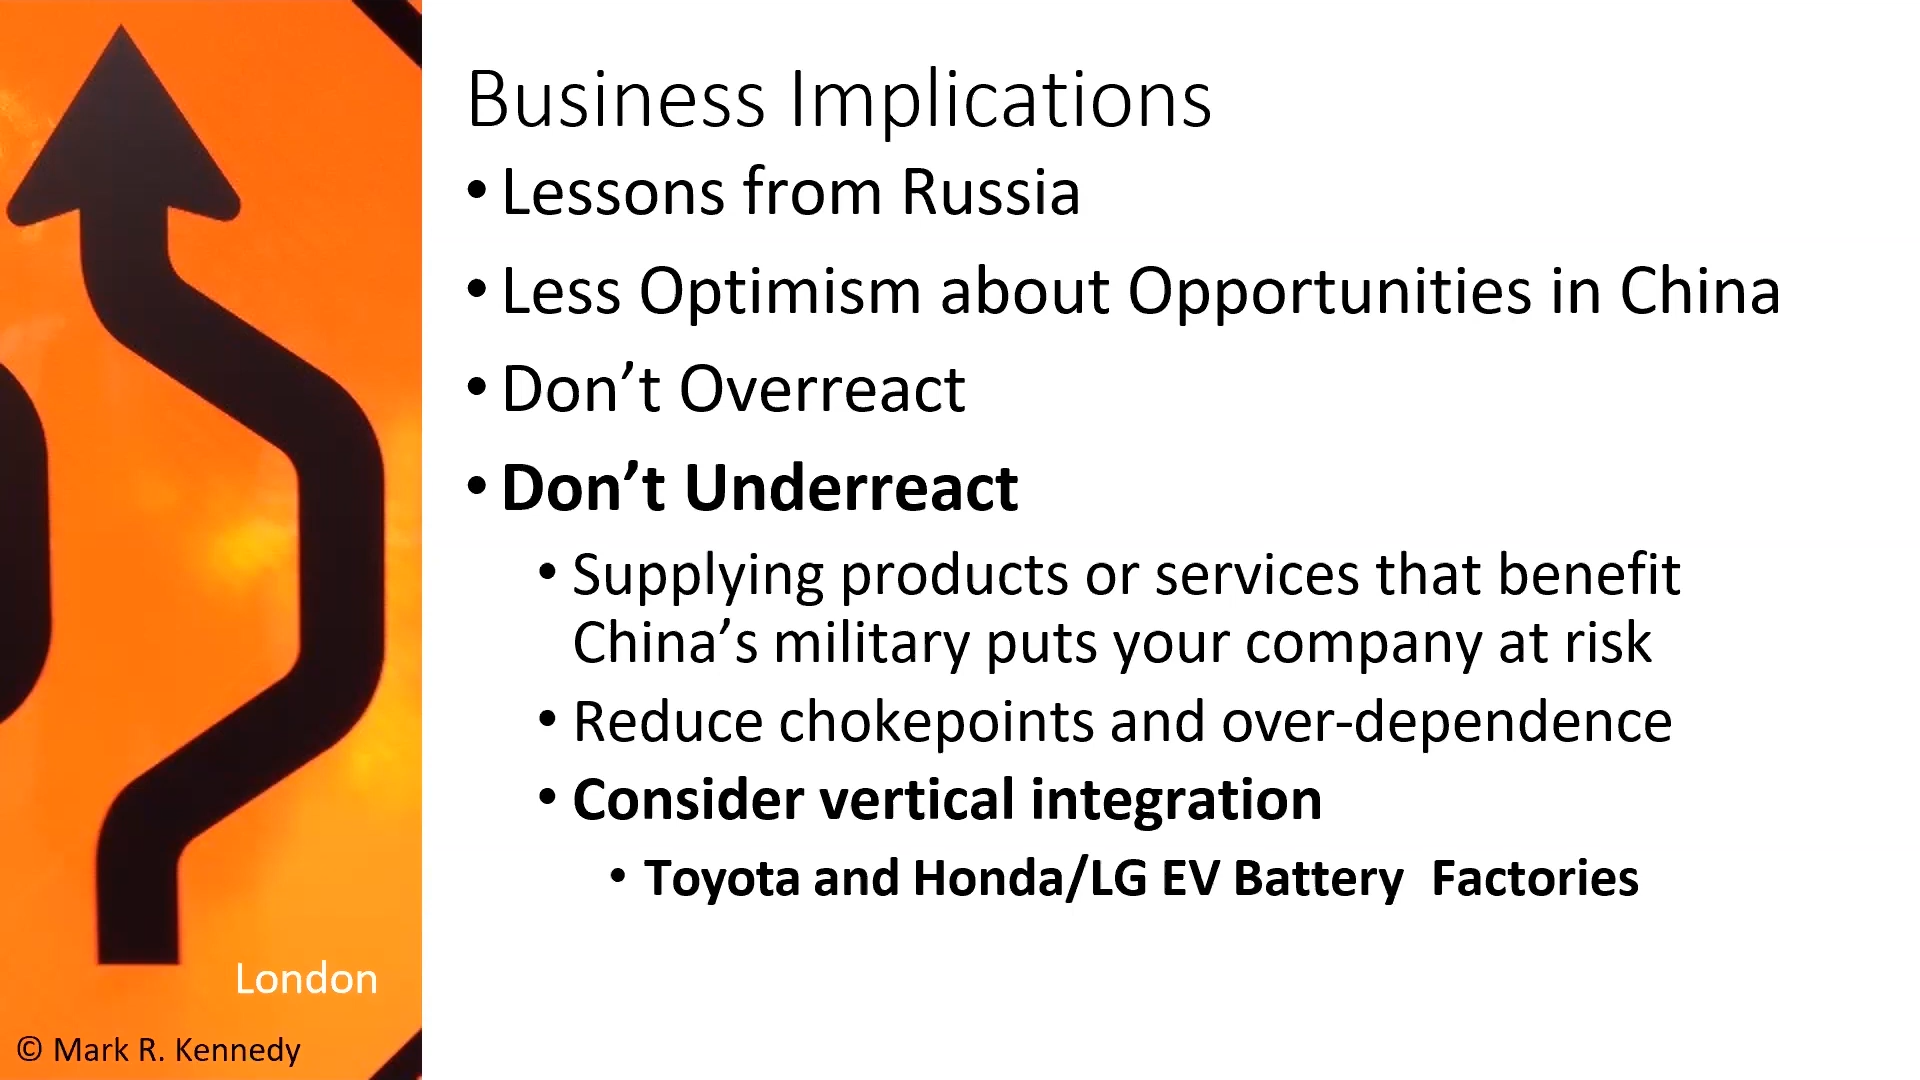 Business Implications
• Lessons from Russia
• Less Optimism about Opportunities in China
• Don’t Overreact
• Don’t Underreact
• Supplying products or services that benefit
China’s military puts your company at risk
• Reduce chokepoints and over-dependence
• Consider vertical integration
• Toyota and Honda/LG EV Battery  Factories
London
© Mark R. Kennedy